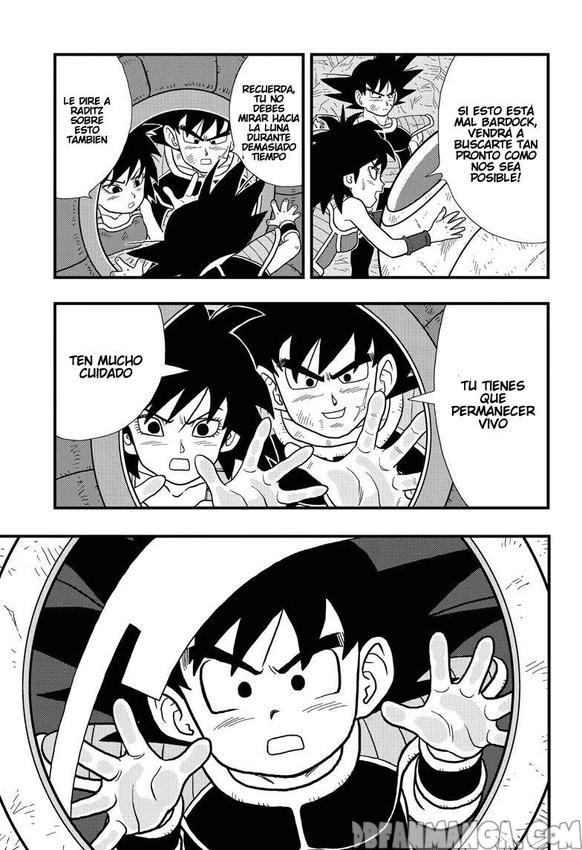 SI ESTO ESTÁ
MAL BARDOCK,
VENDRÁ A
BUSCARTE TAN
PRONTO COMO
NOS SEA
POSIBLE!
RECUERDA,
TU NO
DEBES
MIRAR HACIA
LA LUNA
DURANTE
DEMASIADO
TIEMPO
LE DIRE A
RADITZ
SOBRE
ESTO
TAMBIEN
TU TIENES
QUE
PERMANECER
VIVO
TEN MUCHO
CUIDADO
DBFANMANGA.COM